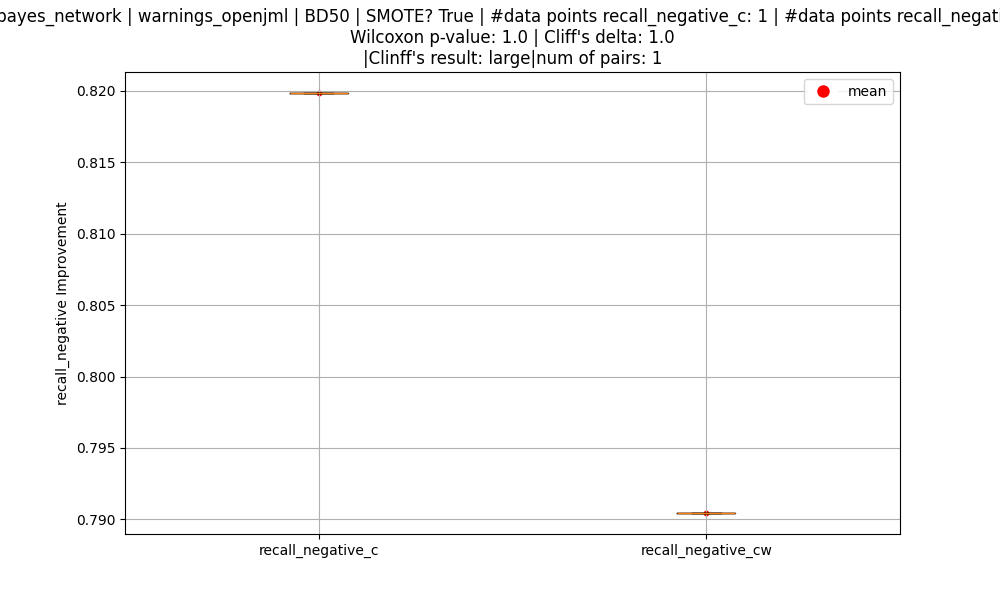 bayes_network | warnings_openjml | BD50 | SMOTE? True | #data points recall_negative_c: 1 | #data points
Wilcoxon p-value: 1.0 | Cliff's delta: 1.0
|Clinff's result: large|num of pairs: 1
mean
0.820
0.815
0.810
0.805
0.800
0.795
0.790
recall_negative Improvement
recall_negative_c
recall_negative_cw